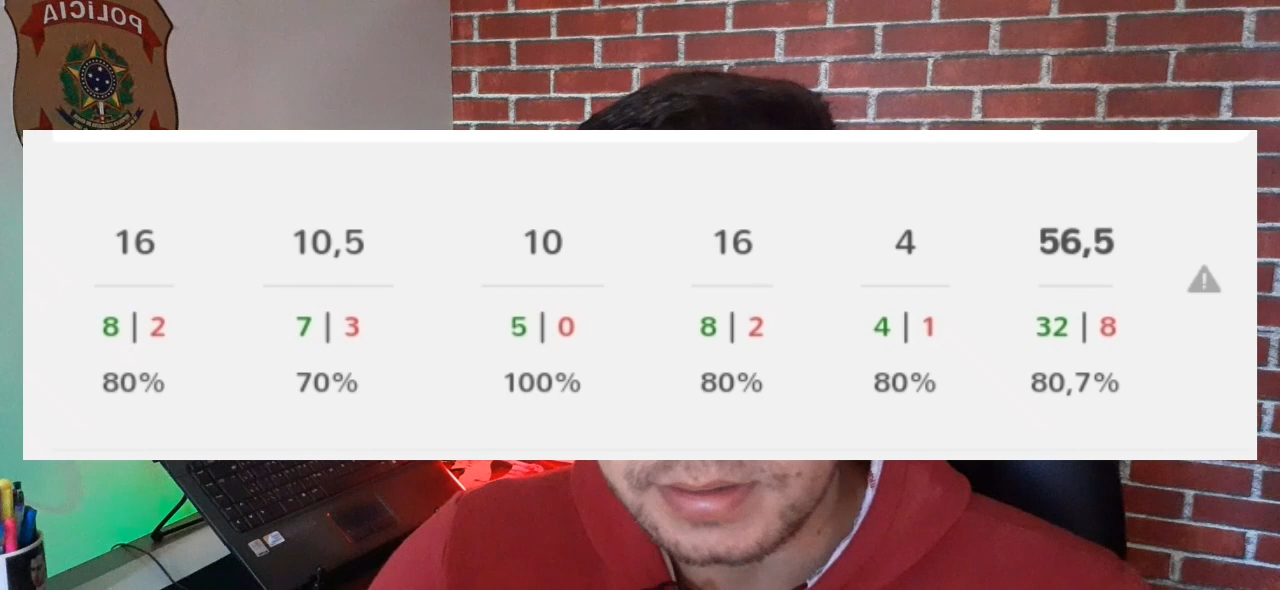 POLÍCIA
16 10,5 10 16 4 56,5
8 | 2 7 | 3 5 | 0 8 | 2 4 | 1 32 | 8
80% 70% 100% 80% 80% 80,7%